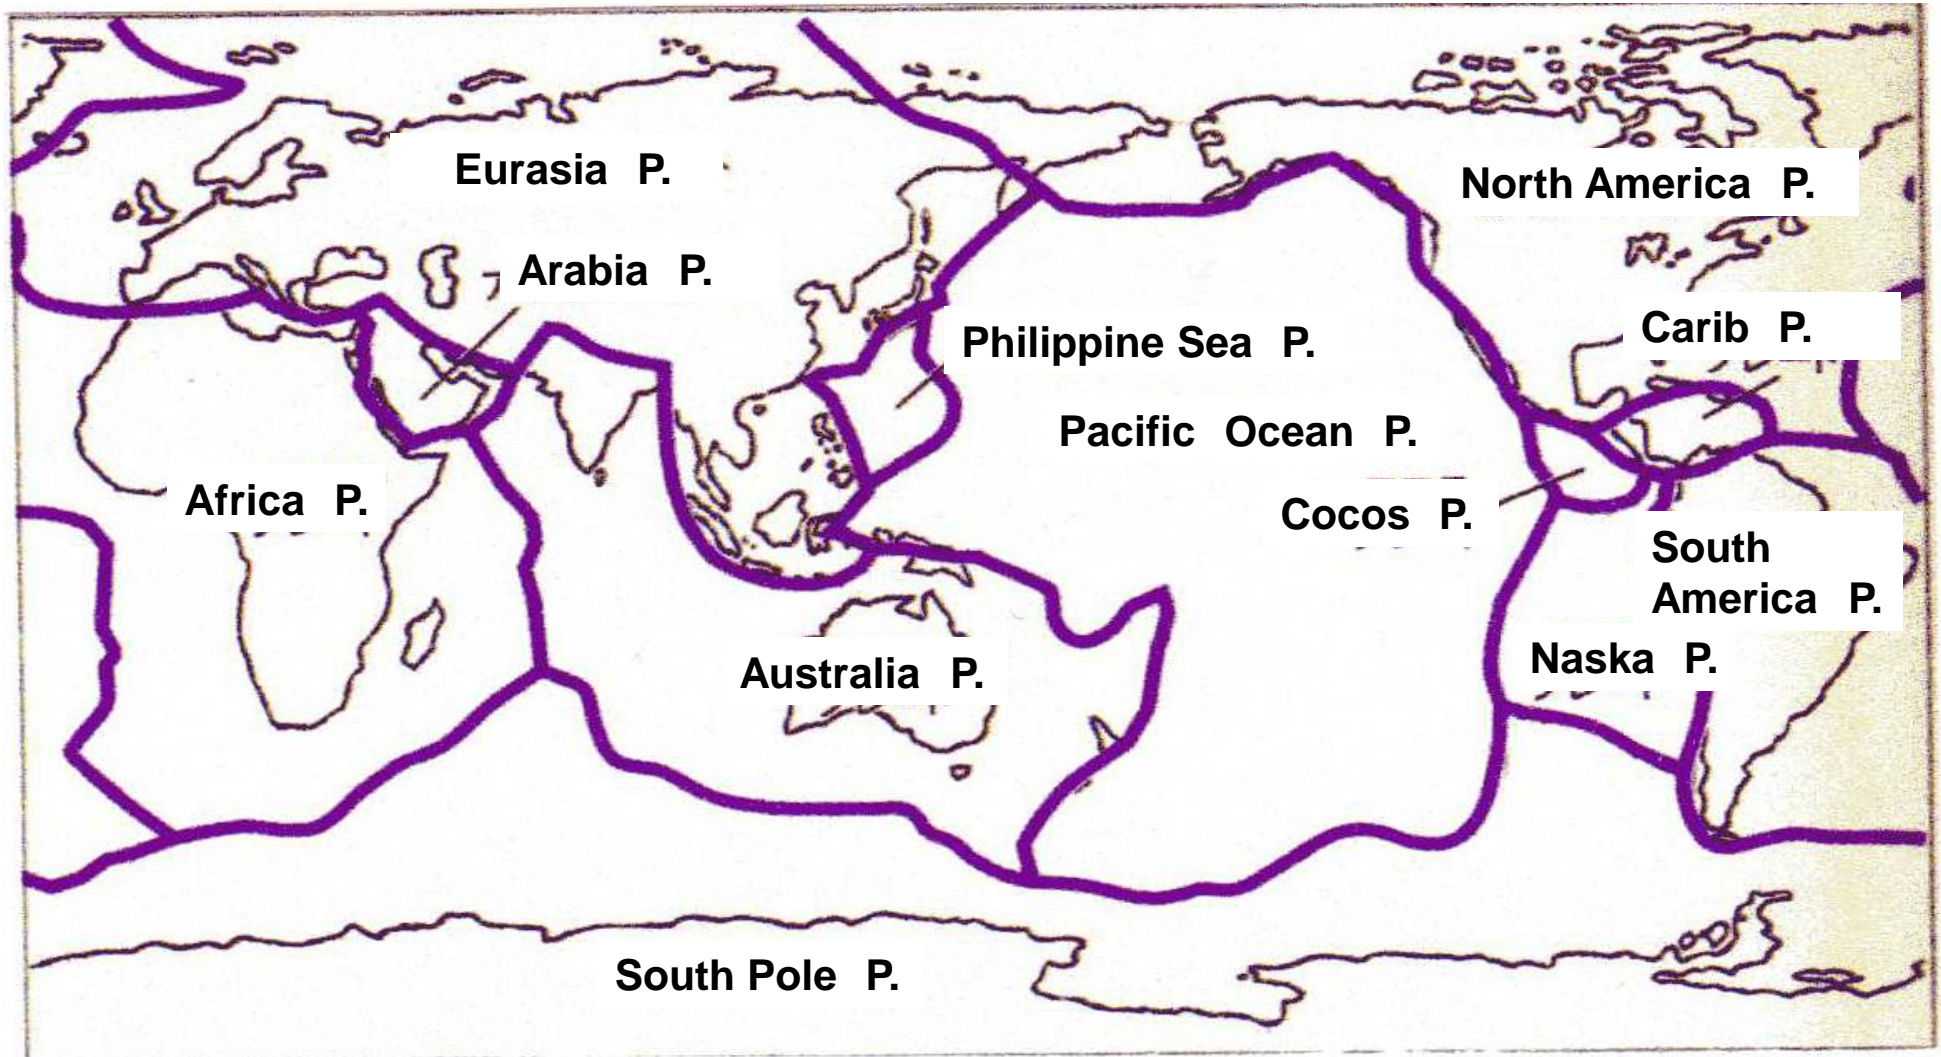 Eurasia P.
North America P.
Arabia P.
Carib P.
Philippine Sea P.
Pacific Ocean P.
Africa P.
Cocos P.
South
America P.
Naska P.
Australia P.
South Pole P.